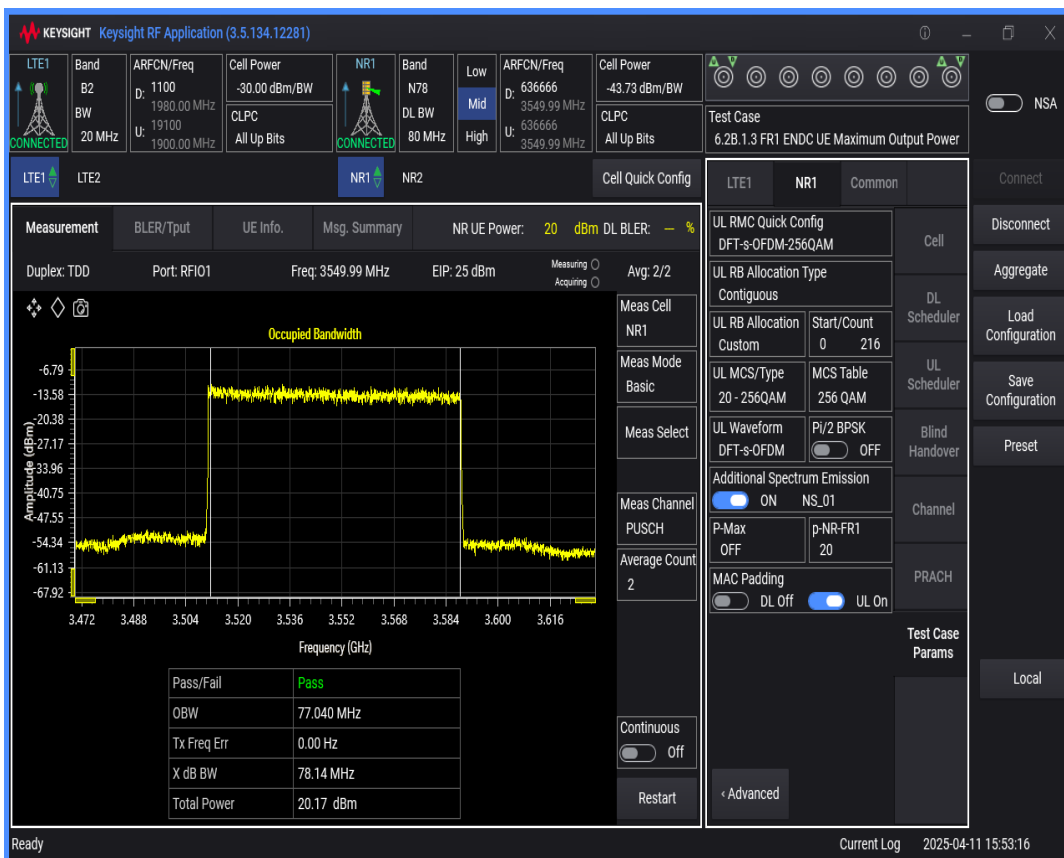 KEYSIGHT Keysight RF Application (3.5.134.12281)
LTE1 Band ARFCN/Freq Cell Power NR1 Band Low ARFCN/Freq Cell Power
B2 D: 1100 -30.00 dBm/BW N78 D: 636666 -43.73 dBm/BW
1980.00 MHz Mid 3549.99 MHz
BW U: 19100 CLPC DL BW U: 636666 CLPC
CONNECTED 20 MHz 1900.00 MHz All Up Bits CONNECTED 80 MHz High 3549.99 MHz All Up Bits
Test Case
6.2B.1.3 FR1 ENDC UE Maximum Output Power
NSA
LTE1 LTE2 NR1 NR2 Cell Quick Config
Measurement BLER/Tput UE Info. Msg. Summary NR UE Power: 20 dBm DL BLER: — %
Duplex: TDD Port: RFIO1 Freq: 3549.99 MHz EIP: 25 dBm Measuring Avg: 2/2
Acquiring
Occupied Bandwidth
Amplitude (dBm)
-6.79
-13.58
-20.38
-27.17
-33.96
-40.75
-47.55
-54.34
-61.13
-67.92
3.472 3.488 3.504 3.520 3.536 3.552 3.568 3.584 3.600 3.616
Frequency (GHz)
Pass/Fail Pass
OBW 77.040 MHz
Tx Freq Err 0.00 Hz
X dB BW 78.14 MHz
Total Power 20.17 dBm
Meas Cell
NR1
Meas Mode
Basic
Meas Select
Meas Channel
PUSCH
Average Count
2
Continuous
Off
Restart
LTE1 NR1 Common
UL RMC Quick Config
DFT-s-OFDM-256QAM
UL RB Allocation Type
Contiguous
UL RB Allocation Start/Count
Custom 0 216
UL MCS/Type MCS Table
20 - 256QAM 256 QAM
UL Waveform Pi/2 BPSK
DFT-s-OFDM OFF
Additional Spectrum Emission
ON NS_01
P-Max p-NR-FR1
OFF 20
MAC Padding
DL Off UL On
‹ Advanced
Cell
DL
Scheduler
UL
Scheduler
Blind
Handover
Channel
PRACH
Test Case
Params
Connect
Disconnect
Aggregate
Load
Configuration
Save
Configuration
Preset
Local
Ready Current Log 2025-04-11 15:53:16